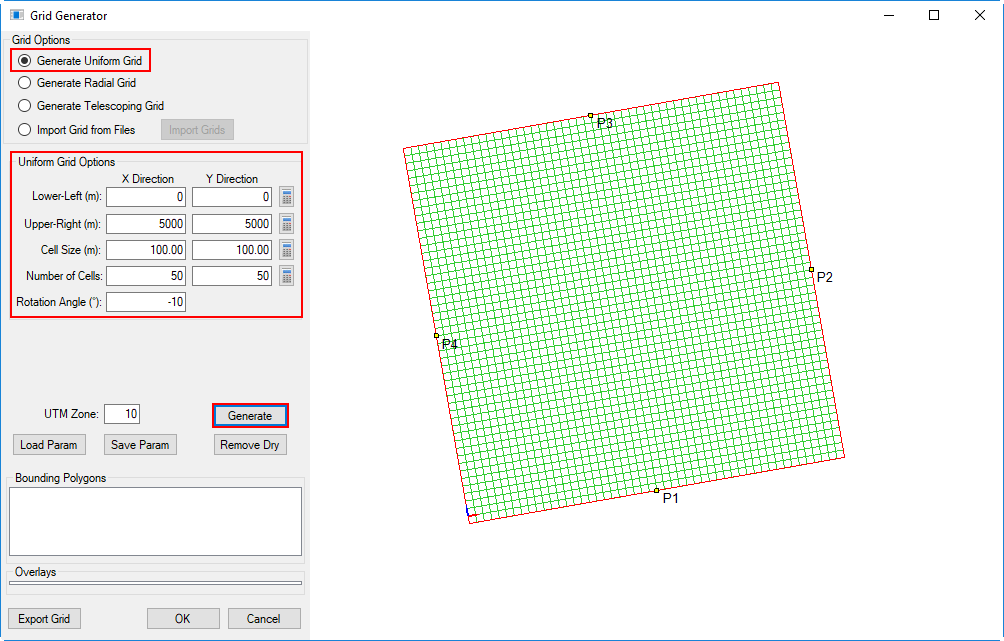 Grid Generator
Grid Options
Generate Uniform Grid
Generate Radial Grid
Generate Telescoping Grid
Import Grid from Files Import Grids
Uniform Grid Options
X Direction Y Direction
Lower-Left (m): 0 0
Upper-Right (m): 5000 5000
Cell Size (m): 100.00 100.00
Number of Cells: 50 50
Rotation Angle (°): -10
UTM Zone: 10 Generate
Load Param Save Param Remove Dry
Bounding Polygons
Overlays
Export Grid OK Cancel
P3
P2
P4
P1